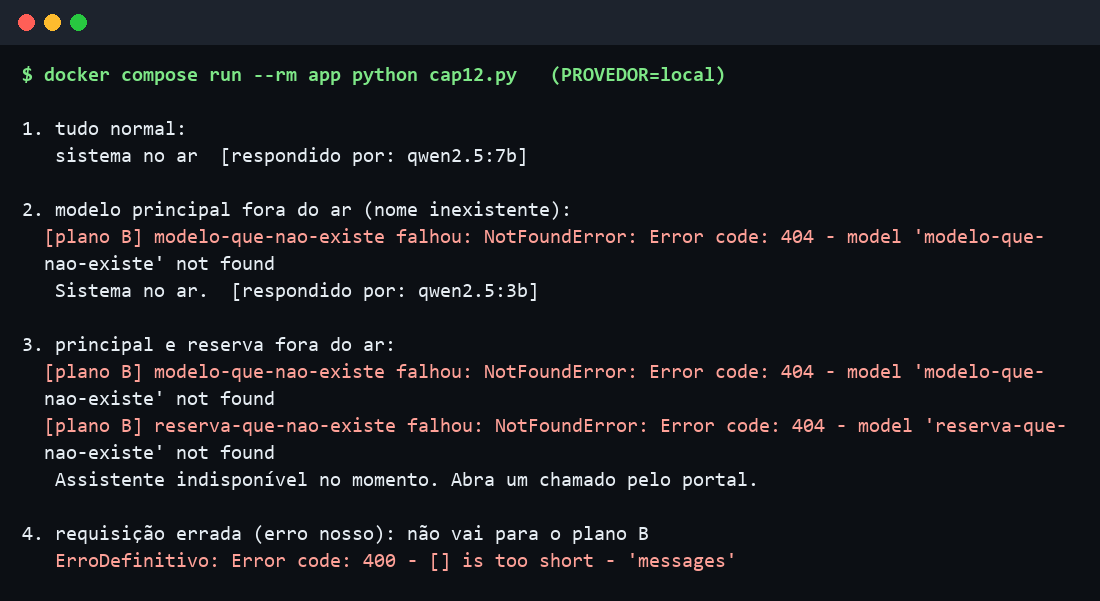 $ docker compose run --rm app python cap12.py   (PROVEDOR=local)
1. tudo normal:
sistema no ar  [respondido por: qwen2.5:7b]
2. modelo principal fora do ar (nome inexistente):
[plano B] modelo-que-nao-existe falhou: NotFoundError: Error code: 404 - model 'modelo-que-
nao-existe' not found
Sistema no ar.  [respondido por: qwen2.5:3b]
3. principal e reserva fora do ar:
[plano B] modelo-que-nao-existe falhou: NotFoundError: Error code: 404 - model 'modelo-que-
nao-existe' not found
[plano B] reserva-que-nao-existe falhou: NotFoundError: Error code: 404 - model 'reserva-que-
nao-existe' not found
Assistente indisponível no momento. Abra um chamado pelo portal.
4. requisição errada (erro nosso): não vai para o plano B
ErroDefinitivo: Error code: 400 - [] is too short - 'messages'